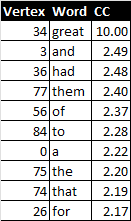 Vertex Word CC
34 great 10.00
3 and 2.49
36 had 2.48
77 them 2.40
56 of 2.37
84 to 2.28
0 a 2.22
75 the 2.20
74 that 2.19
26 for 2.17